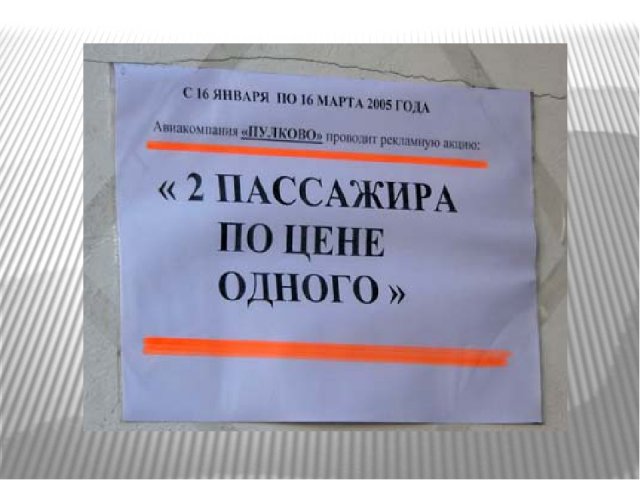 С 16 ЯНВАРЯ ПО 16 МАРТА 2005 ГОДА
Авиакомпания «ПУЛКОВО» проводит рекламную акцию:
« 2 ПАССАЖИРА
ПО ЦЕНЕ
ОДНОГО »